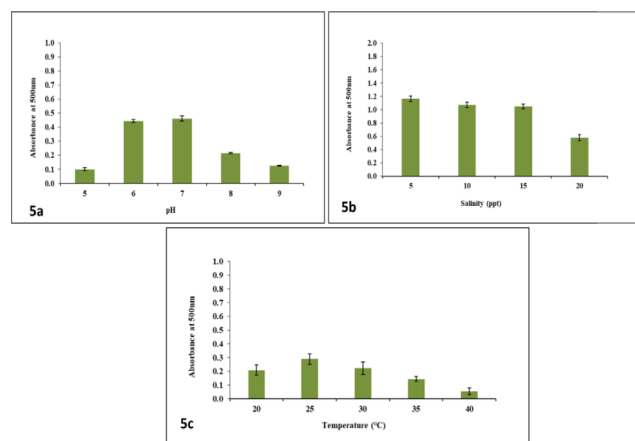 Absorbance at 500nm
1.0
0.9
0.8
0.7
0.6
0.5
0.4
0.3
0.2
0.1
0
5 6 7 8 9
pH
5a
Absorbance at 500nm
2.0
1.8
1.6
1.4
1.2
1.0
0.8
0.6
0.4
0.2
0.0
5 10 15 20
Salinity (ppt)
5b
Absorbance at 500nm
1.0
0.9
0.8
0.7
0.6
0.5
0.4
0.3
0.2
0.1
0.0
20 25 30 35 40
Temperature (°C)
5c